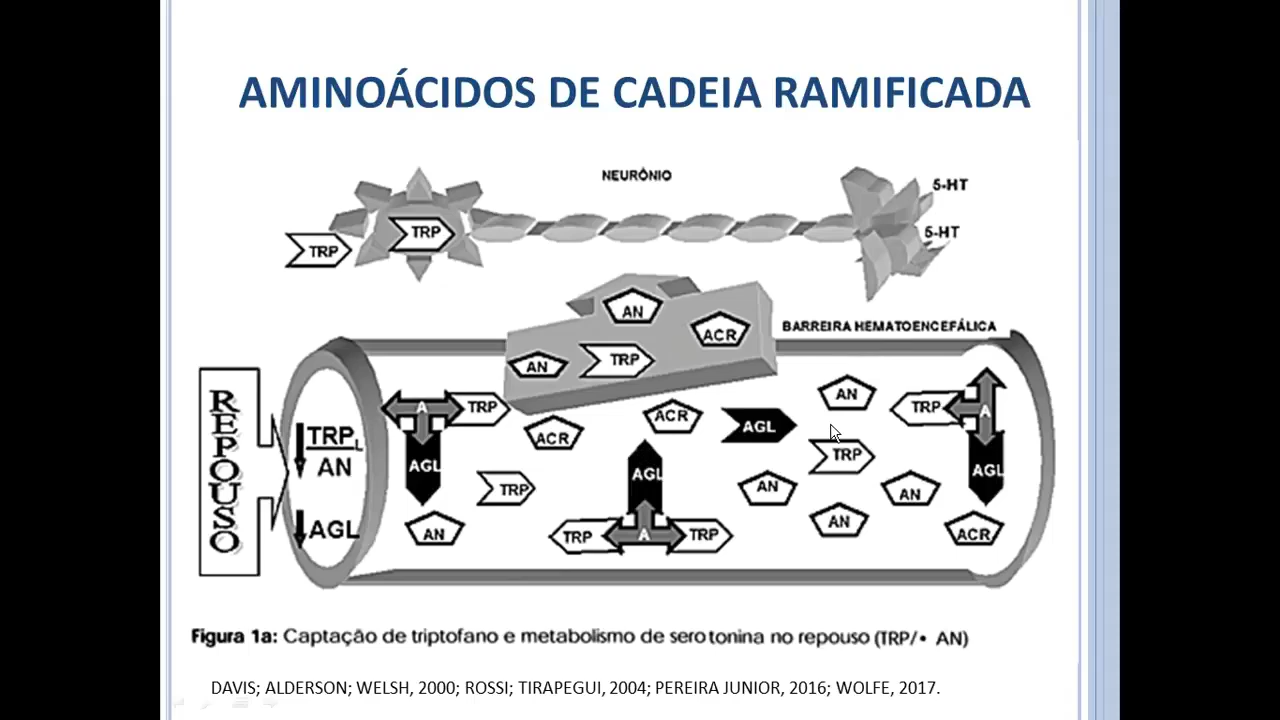 AMINOÁCIDOS DE CADEIA RAMIFICADA
NEURÔNIO
5-HT
TRP
TRP
5-HT
AN
ACR
BARREIRA HEMATOENCEFÁLICA
AN
TRP
REPOUSO
TRP L
AN
AGL
A
TRP
AGL
AN
ACR
TRP
ACR
AGL
TRP
A
TRP
AGL
AN
TRP
AN
AN
AN
TRP
A
AGL
ACR
Figura 1a: Captação de triptofano e metabolismo de serotonina no repouso (TRP/• AN)
DAVIS; ALDERSON; WELSH, 2000; ROSSI; TIRAPEGUI, 2004; PEREIRA JUNIOR, 2016; WOLFE, 2017.